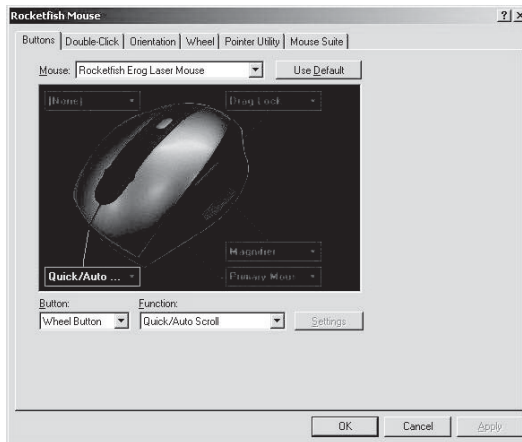 Rocketfish Mouse
Buttons Double-Click Orientation Wheel Pointer Utility Mouse Suite
Mouse: Rocketfish Erog Laser Mouse Use Default
[None] Drag Lock
Magnifier
Quick/Auto ... Primary Mous
Button: Function:
Wheel Button Quick/Auto Scroll Settings
OK Cancel Apply